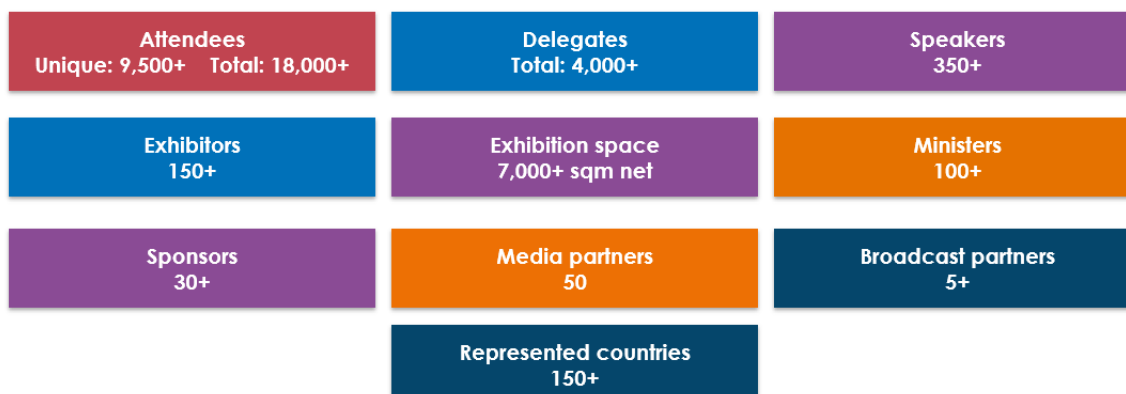 Attendees
Unique: 9,500+ Total: 18,000+
Delegates
Total: 4,000+
Speakers
350+
Exhibitors
150+
Exhibition space
7,000+ sqm net
Ministers
100+
Sponsors
30+
Media partners
50
Broadcast partners
5+
Represented countries
150+